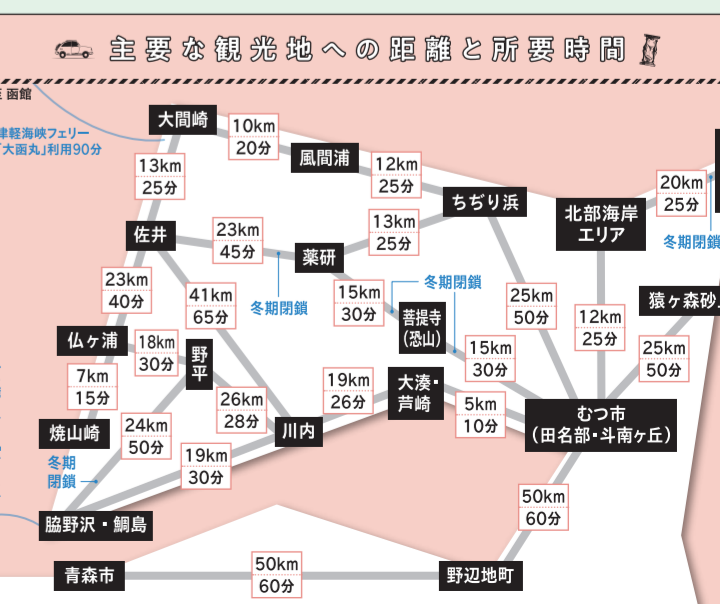 主要な観光地への距離と所要時間
至 函館
津軽海峡フェリー
「大函丸」利用90分
大間崎
10km
20分
風間浦
12km
25分
ちぢり浜
13km
25分
北部海岸
エリア
20km
25分
冬期閉鎖
佐井
23km
45分
冬期閉鎖
薬研
13km
25分
23km
40分
41km
65分
15km
30分
冬期閉鎖
菩提寺
(恐山)
15km
30分
25km
50分
12km
25分
猿ヶ森砂
25km
50分
仏ヶ浦
18km
30分
野平
7km
15分
26km
28分
19km
26分
大湊・
芦崎
5km
10分
むつ市
(田名部・斗南ヶ丘)
焼山崎
24km
50分
川内
冬期
閉鎖
19km
30分
脇野沢・鯛島
50km
60分
青森市
50km
60分
野辺地町